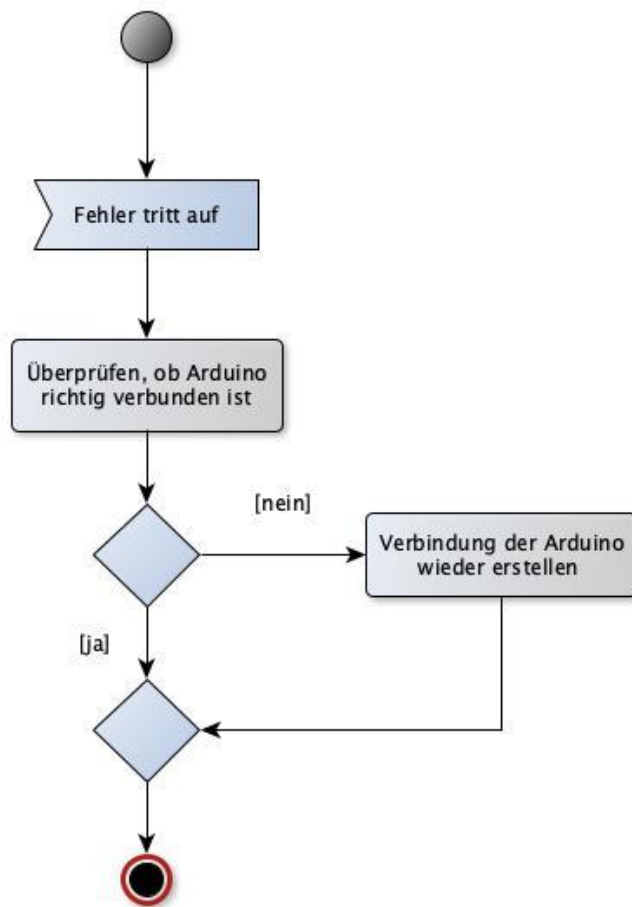 Fehler tritt auf
Überprüfen, ob Arduino
richtig verbunden ist
[nein]
Verbindung der Arduino
wieder erstellen
[ja]